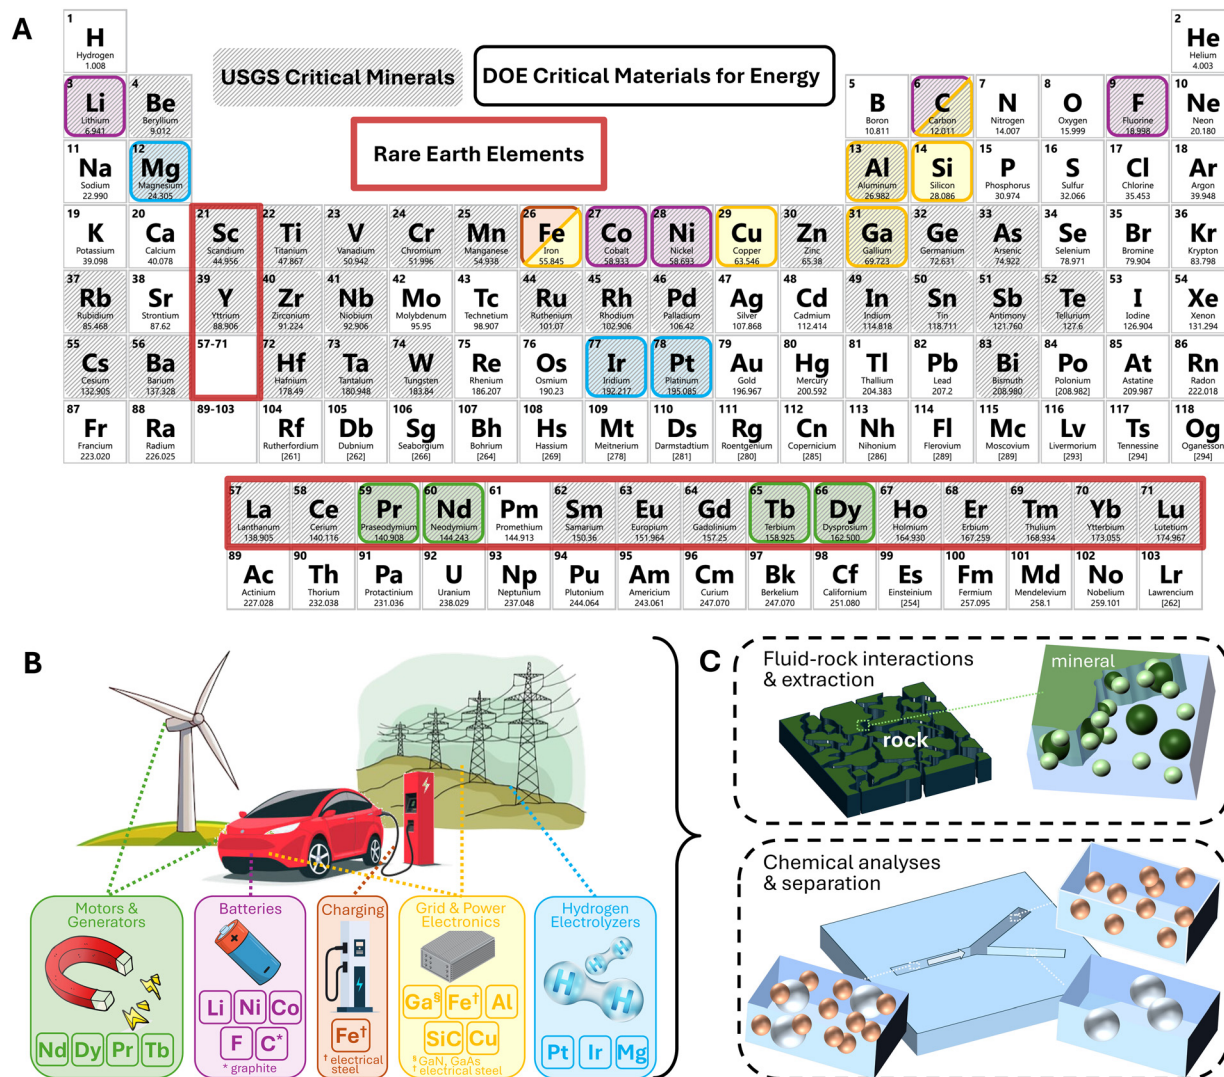 A
USGS Critical Minerals
DOE Critical Materials for Energy
Rare Earth Elements
1
H
Hydrogen
1.008
2
He
Helium
4.003
3
Li
Lithium
6.941
4
Be
Beryllium
9.012
5
B
Boron
10.811
6
C
Carbon
12.011
7
N
Nitrogen
14.007
8
O
Oxygen
15.999
9
F
Fluorine
18.998
10
Ne
Neon
20.180
11
Na
Sodium
22.990
12
Mg
Magnesium
24.305
13
Al
Aluminum
26.982
14
Si
Silicon
28.086
15
P
Phosphorus
30.974
16
S
Sulfur
32.066
17
Cl
Chlorine
35.453
18
Ar
Argon
39.948
19
K
Potassium
39.098
20
Ca
Calcium
40.078
21
Sc
Scandium
44.956
22
Ti
Titanium
47.867
23
V
Vanadium
50.942
24
Cr
Chromium
51.996
25
Mn
Manganese
54.938
26
Fe
Iron
55.845
27
Co
Cobalt
58.933
28
Ni
Nickel
58.693
29
Cu
Copper
63.546
30
Zn
Zinc
65.38
31
Ga
Gallium
69.723
32
Ge
Germanium
72.631
33
As
Arsenic
74.922
34
Se
Selenium
78.971
35
Br
Bromine
79.904
36
Kr
Krypton
83.798
37
Rb
Rubidium
85.468
38
Sr
Strontium
87.62
39
Y
Yttrium
88.906
40
Zr
Zirconium
91.224
41
Nb
Niobium
92.906
42
Mo
Molybdenum
95.95
43
Tc
Technetium
98.907
44
Ru
Ruthenium
101.07
45
Rh
Rhodium
102.906
46
Pd
Palladium
106.42
47
Ag
Silver
107.868
48
Cd
Cadmium
112.414
49
In
Indium
114.818
50
Sn
Tin
118.711
51
Sb
Antimony
121.760
52
Te
Tellurium
127.6
53
I
Iodine
126.904
54
Xe
Xenon
131.294
55
Cs
Cesium
132.905
56
Ba
Barium
137.328
57-71
72
Hf
Hafnium
178.49
73
Ta
Tantalum
180.948
74
W
Tungsten
183.84
75
Re
Rhenium
186.207
76
Os
Osmium
190.23
77
Ir
Iridium
192.217
78
Pt
Platinum
195.085
79
Au
Gold
196.967
80
Hg
Mercury
200.592
81
Tl
Thallium
204.383
82
Pb
Lead
207.2
83
Bi
Bismuth
208.980
84
Po
Polonium
[208.982]
85
At
Astatine
209.987
86
Rn
Radon
222.018
87
Fr
Francium
223.020
88
Ra
Radium
226.025
89-103
104
Rf
Rutherfordium
[261]
105
Db
Dubnium
[262]
106
Sg
Seaborgium
[266]
107
Bh
Bohrium
[264]
108
Hs
Hassium
[269]
109
Mt
Meitnerium
[278]
110
Ds
Darmstadtium
[281]
111
Rg
Roentgenium
[280]
112
Cn
Copernicium
[285]
113
Nh
Nihonium
[286]
114
Fl
Flerovium
[289]
115
Mc
Moscovium
[289]
116
Lv
Livermorium
[293]
117
Ts
Tennessine
[294]
118
Og
Oganesson
[294]
57
La
Lanthanum
138.905
58
Ce
Cerium
140.116
59
Pr
Praseodymium
140.908
60
Nd
Neodymium
144.243
61
Pm
Promethium
144.913
62
Sm
Samarium
150.36
63
Eu
Europium
151.964
64
Gd
Gadolinium
157.25
65
Tb
Terbium
158.925
66
Dy
Dysprosium
162.500
67
Ho
Holmium
164.930
68
Er
Erbium
167.259
69
Tm
Thulium
168.934
70
Yb
Ytterbium
173.055
71
Lu
Lutetium
174.967
89
Ac
Actinium
227.028
90
Th
Thorium
232.038
91
Pa
Protactinium
231.036
92
U
Uranium
238.029
93
Np
Neptunium
237.048
94
Pu
Plutonium
244.064
95
Am
Americium
243.061
96
Cm
Curium
247.070
97
Bk
Berkelium
247.070
98
Cf
Californium
251.080
99
Es
Einsteinium
[254]
100
Fm
Fermium
257.095
101
Md
Mendelevium
258.1
102
No
Nobelium
259.101
103
Lr
Lawrencium
[262]
B
Motors &
Generators
Nd Dy Pr Tb
Batteries
+
Li Ni Co
F C*
* graphite
Charging
Fe†
† electrical
steel
Grid & Power
Electronics
Ga§ Fe† Al
SiC Cu
§ GaN, GaAs
† electrical steel
Hydrogen
Electrolyzers
H H
H H
Pt Ir Mg
C
Fluid-rock interactions
& extraction
rock
mineral
Chemical analyses
& separation